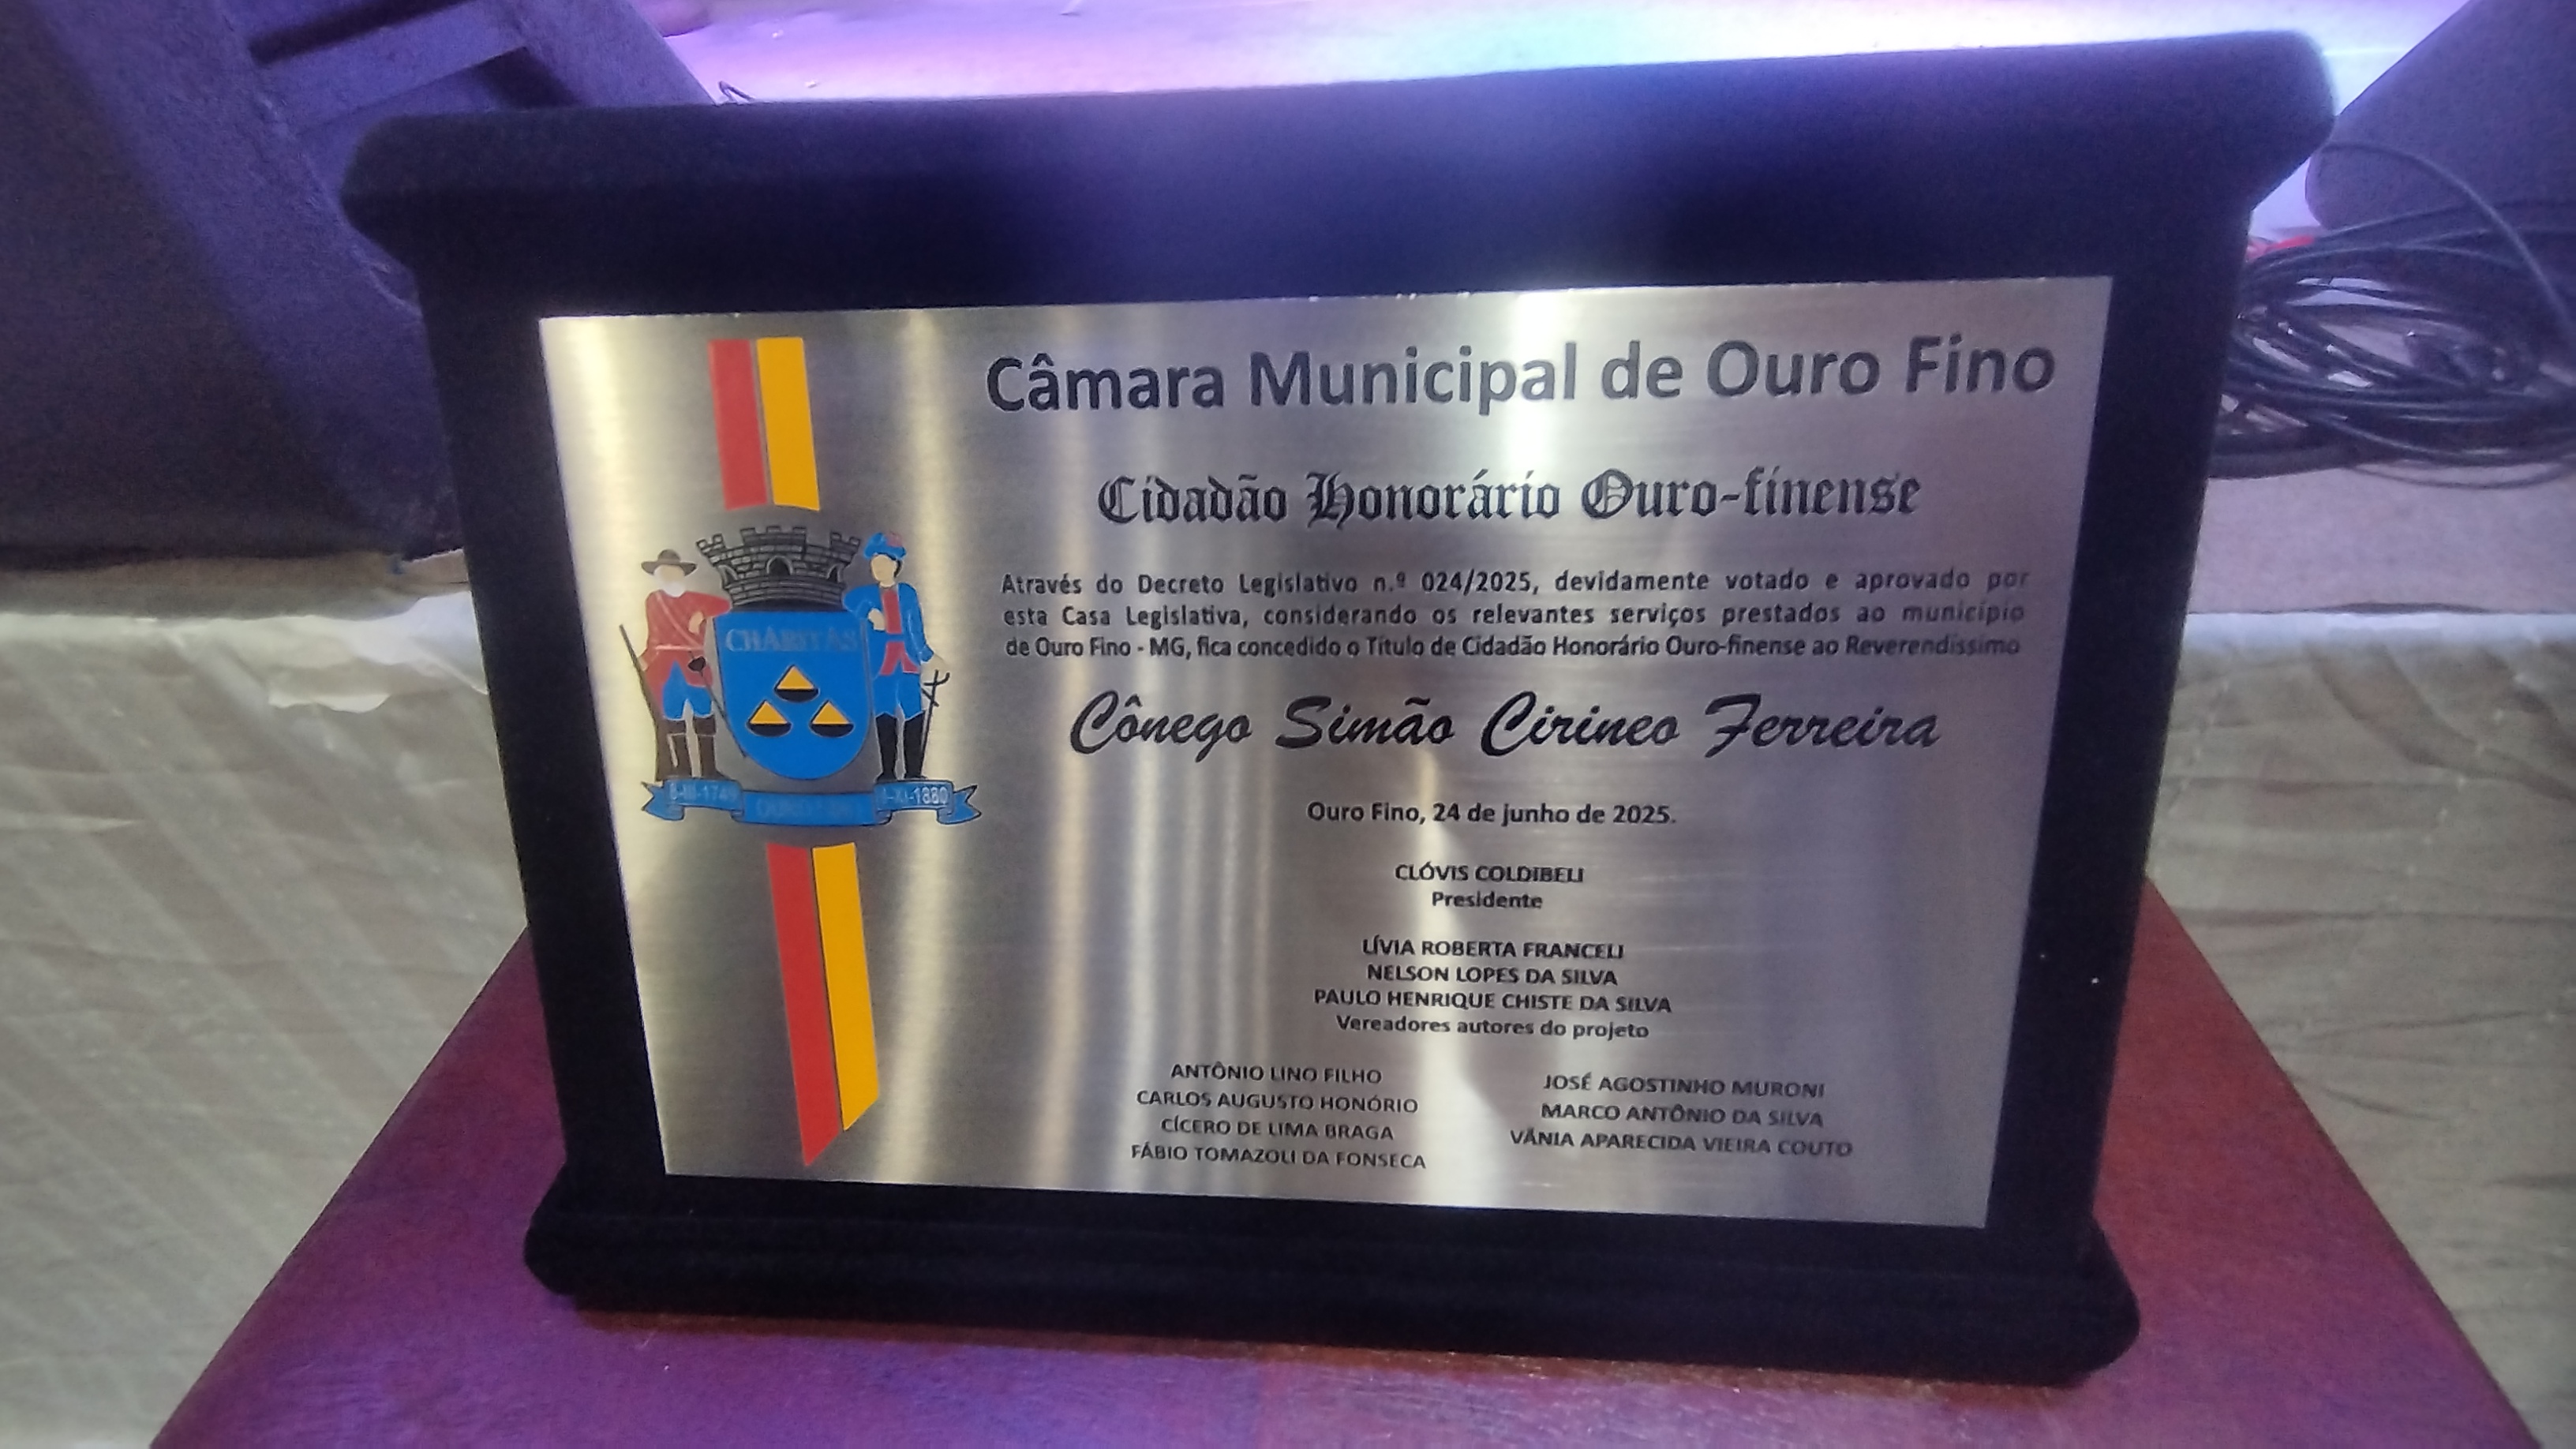 Câmara Municipal de Ouro Fino
Cidadão Honorário Ouro-finense
Através do Decreto Legislativo n.º 024/2025, devidamente votado e aprovado por
esta Casa Legislativa, considerando os relevantes serviços prestados ao município
de Ouro Fino - MG, fica concedido o Título de Cidadão Honorário Ouro-finense ao Reverendíssimo
Cônego Simão Cirineo Ferreira
Ouro Fino, 24 de junho de 2025.
CLÓVIS COLDIBELI
Presidente
LÍVIA ROBERTA FRANCELI
NELSON LOPES DA SILVA
PAULO HENRIQUE CHISTE DA SILVA
Vereadores autores do projeto
ANTÔNIO LINO FILHO
CARLOS AUGUSTO HONÓRIO
CÍCERO DE LIMA BRAGA
FÁBIO TOMAZOLI DA FONSECA
JOSÉ AGOSTINHO MURONI
MARCO ANTÔNIO DA SILVA
VÂNIA APARECIDA VIEIRA COUTO
CHARITAS